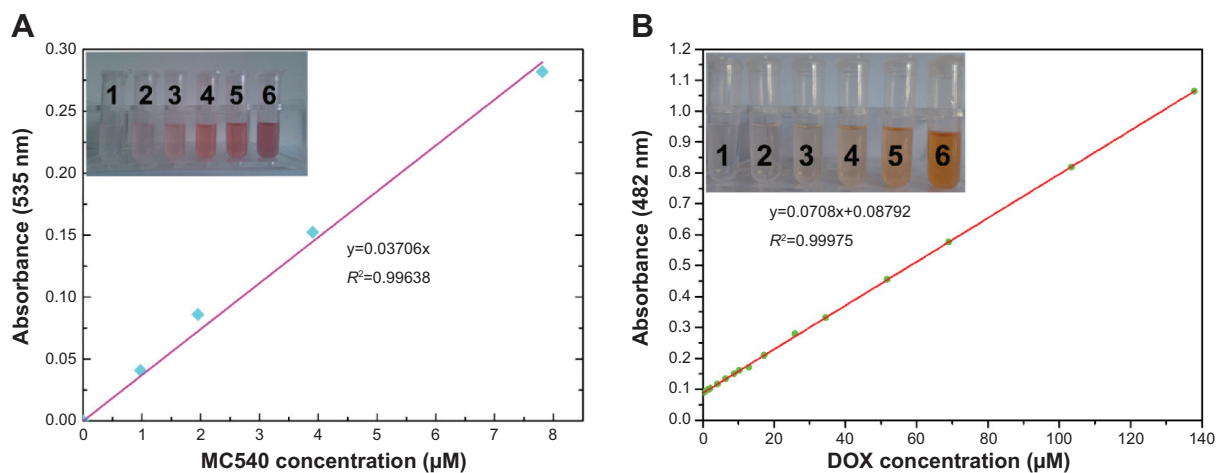 A
0.30
0.25
0.20
0.15
0.10
0.05
0.00
Absorbance (535 nm)
1 2 3 4 5 6
y=0.03706x
R²=0.99638
0 1 2 3 4 5 6 7 8
MC540 concentration (µM)
B
1.2
1.1
1.0
0.9
0.8
0.7
0.6
0.5
0.4
0.3
0.2
0.1
0.0
Absorbance (482 nm)
1 2 3 4 5 6
y=0.0708x+0.08792
R²=0.99975
0 20 40 60 80 100 120 140
DOX concentration (µM)